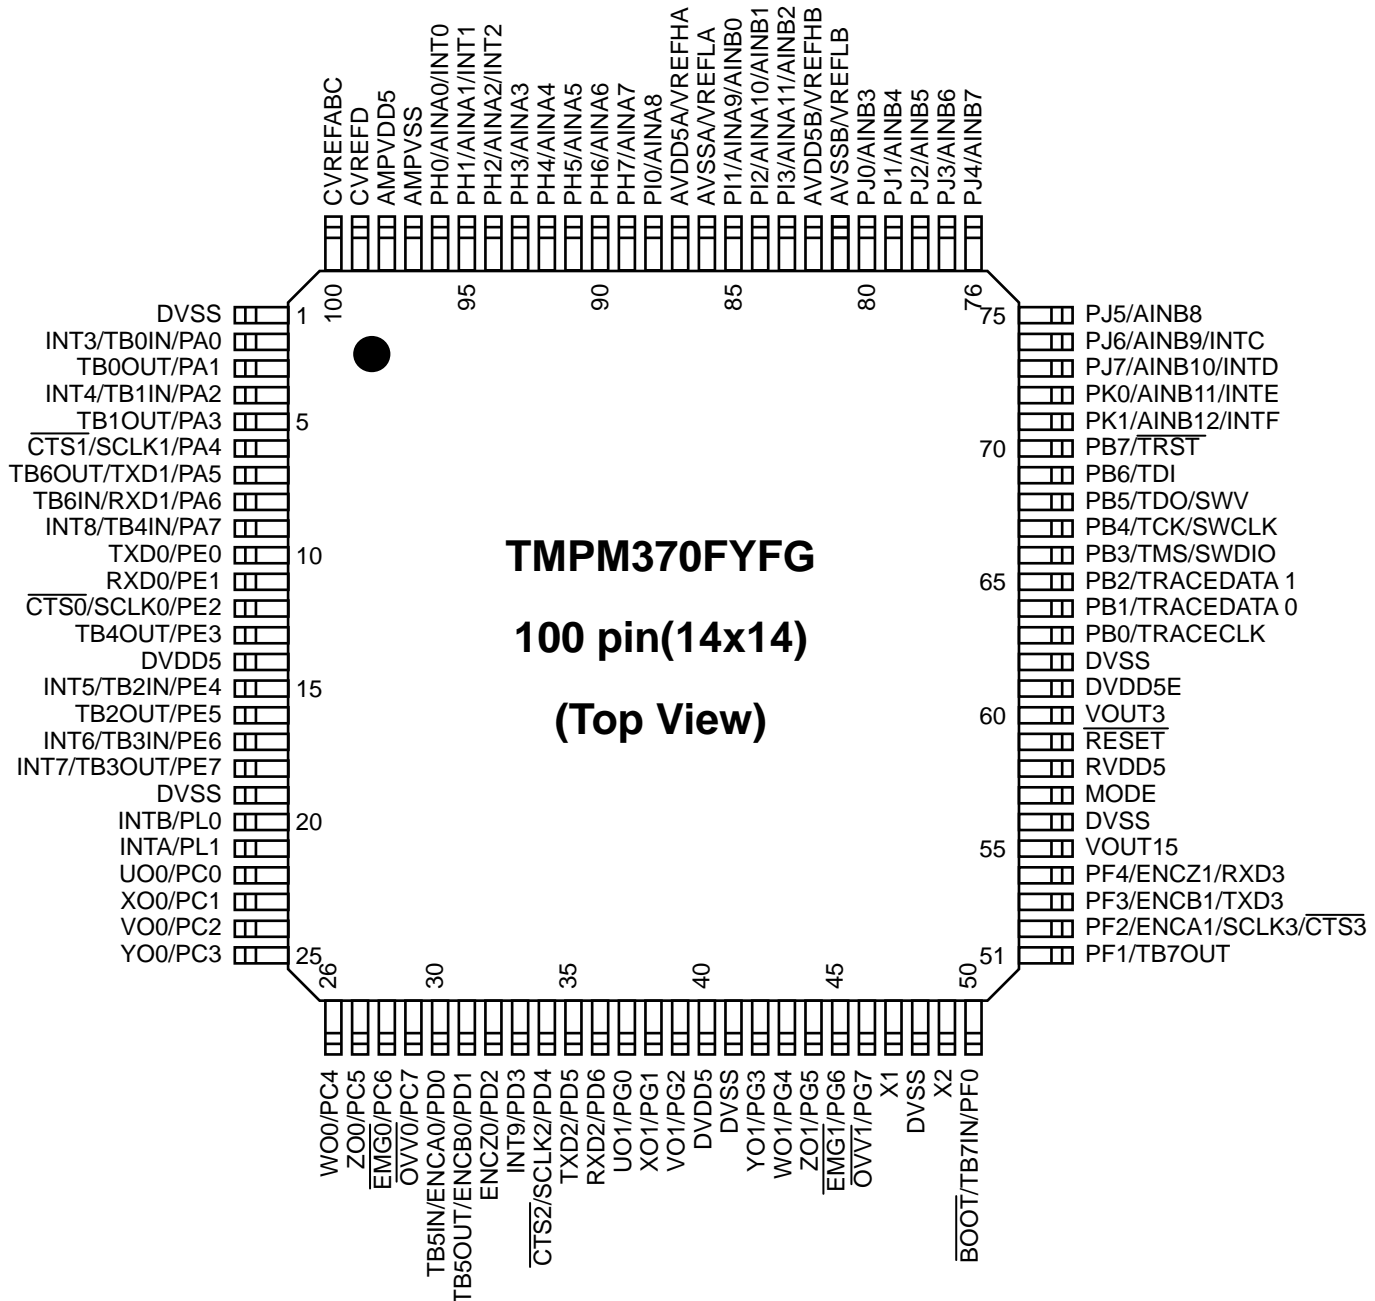 CVREFABC
CVREFD
AMPVDD5
AMPVSS
PH0/AINA0/INT0
PH1/AINA1/INT1
PH2/AINA2/INT2
PH3/AINA3
PH4/AINA4
PH5/AINA5
PH6/AINA6
PH7/AINA7
PI0/AINA8
AVDD5A/VREFHA
AVSSA/VREFLA
PI1/AINA9/AINB0
PI2/AINA10/AINB1
PI3/AINA11/AINB2
AVDD5B/VREFHB
AVSSB/VREFLB
PJ0/AINB3
PJ1/AINB4
PJ2/AINB5
PJ3/AINB6
PJ4/AINB7
100
95
90
85
80
76
DVSS
INT3/TB0IN/PA0
TB0OUT/PA1
INT4/TB1IN/PA2
TB1OUT/PA3
CTS1/SCLK1/PA4
TB6OUT/TXD1/PA5
TB6IN/RXD1/PA6
INT8/TB4IN/PA7
TXD0/PE0
RXD0/PE1
CTS0/SCLK0/PE2
TB4OUT/PE3
DVDD5
INT5/TB2IN/PE4
TB2OUT/PE5
INT6/TB3IN/PE6
INT7/TB3OUT/PE7
DVSS
INTB/PL0
INTA/PL1
UO0/PC0
XO0/PC1
VO0/PC2
YO0/PC3
1
5
10
15
20
25
TMPM370FYFG
100 pin(14x14)
(Top View)
75
70
65
60
55
51
PJ5/AINB8
PJ6/AINB9/INTC
PJ7/AINB10/INTD
PK0/AINB11/INTE
PK1/AINB12/INTF
PB7/TRST
PB6/TDI
PB5/TDO/SWV
PB4/TCK/SWCLK
PB3/TMS/SWDIO
PB2/TRACEDATA 1
PB1/TRACEDATA 0
PB0/TRACECLK
DVSS
DVDD5E
VOUT3
RESET
RVDD5
MODE
DVSS
VOUT15
PF4/ENCZ1/RXD3
PF3/ENCB1/TXD3
PF2/ENCA1/SCLK3/CTS3
PF1/TB7OUT
26
30
35
40
45
50
WO0/PC4
ZO0/PC5
EMG0/PC6
OVV0/PC7
TB5IN/ENCA0/PD0
TB5OUT/ENCB0/PD1
ENCZ0/PD2
INT9/PD3
CTS2/SCLK2/PD4
TXD2/PD5
RXD2/PD6
UO1/PG0
XO1/PG1
VO1/PG2
DVDD5
DVSS
YO1/PG3
WO1/PG4
ZO1/PG5
EMG1/PG6
OVV1/PG7
X1
DVSS
X2
BOOT/TB7IN/PF0